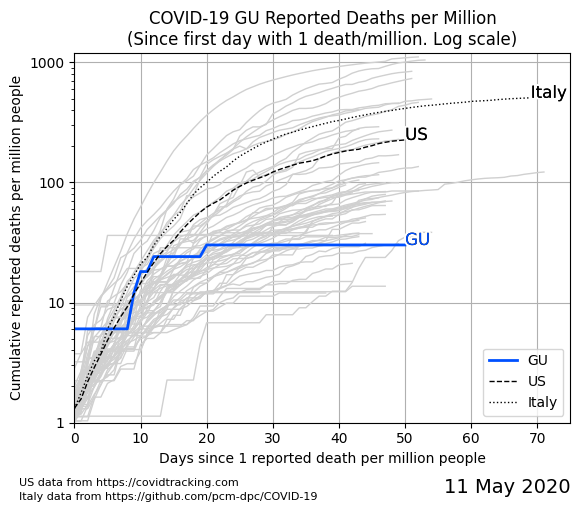 COVID-19 GU Reported Deaths per Million
(Since first day with 1 death/million. Log scale)
Cumulative reported deaths per million people
1000
100
10
1
Italy
US
GU
GU
US
Italy
0 10 20 30 40 50 60 70
Days since 1 reported death per million people
US data from https://covidtracking.com
Italy data from https://github.com/pcm-dpc/COVID-19
11 May 2020